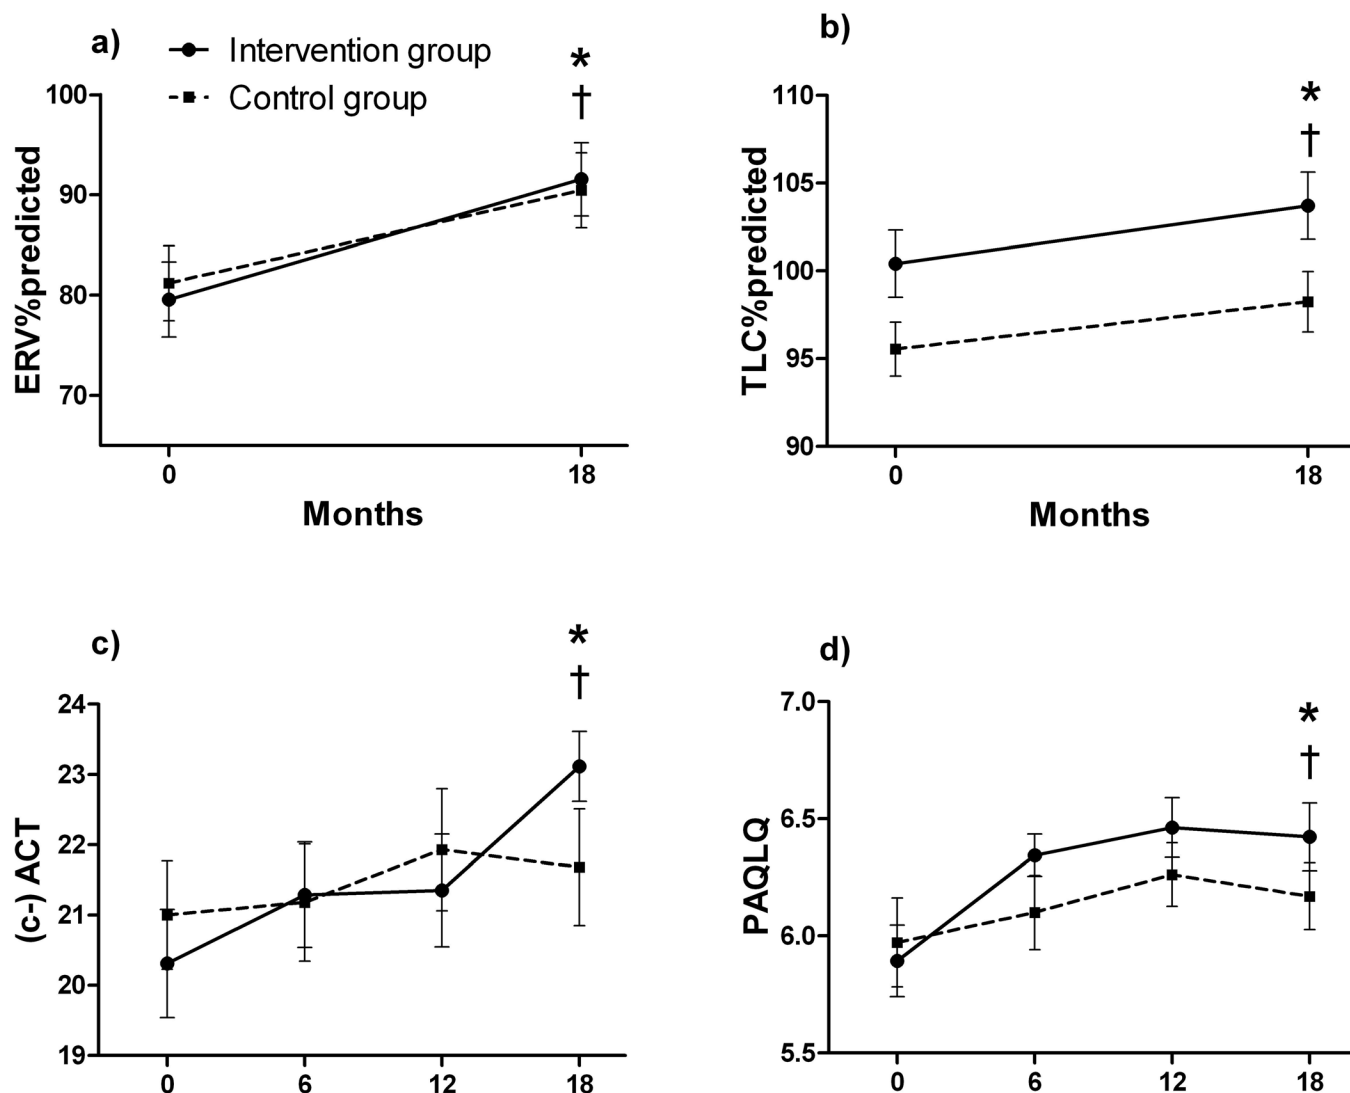 a)
Intervention group
Control group
*
†
100
90
80
70
ERV%predicted
0 18
Months
b)
*
†
110
105
100
95
90
TLC%predicted
0 18
Months
c)
*
†
24
23
22
21
20
19
(c-) ACT
0 6 12 18
d)
*
†
7.0
6.5
6.0
5.5
PAQLQ
0 6 12 18